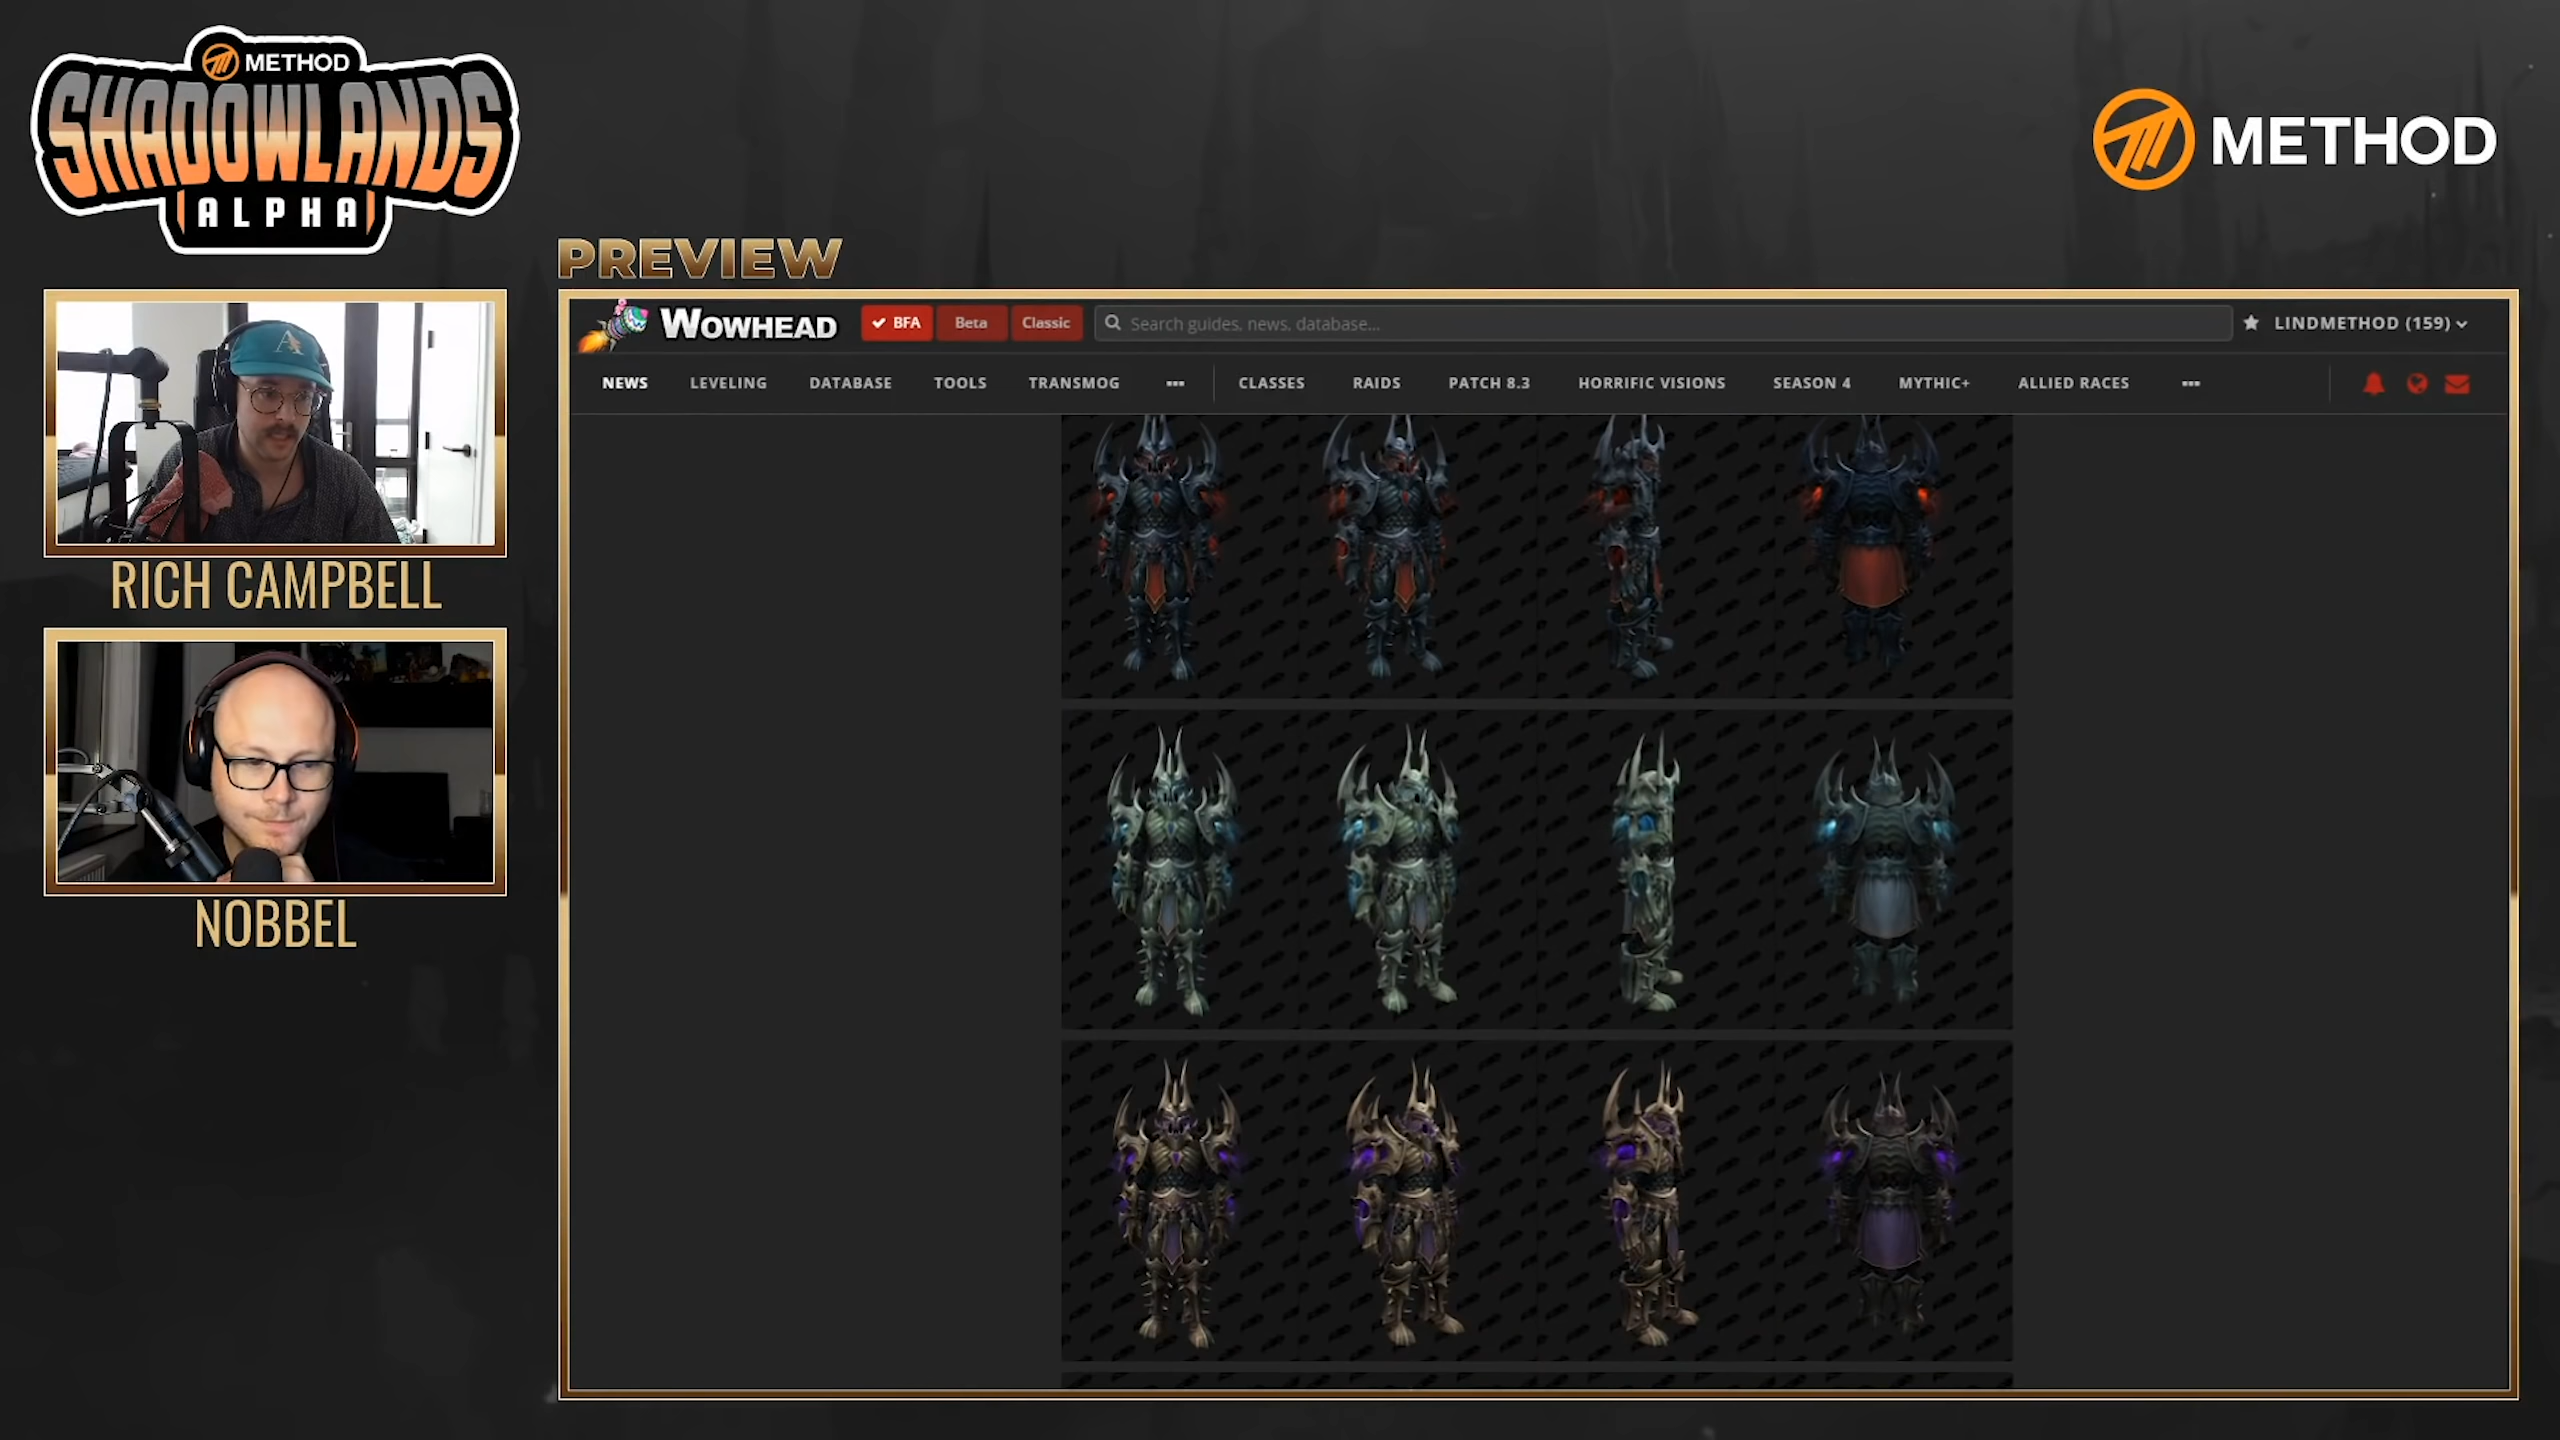 METHOD
SHADOWLANDS
ALPHA
METHOD
PREVIEW
WOWHEAD
BFA
Beta
Classic
Search guides, news, database...
LINDMETHOD (159)
NEWS
LEVELING
DATABASE
TOOLS
TRANSMOG
CLASSES
RAIDS
PATCH 8.3
HORRIFIC VISIONS
SEASON 4
MYTHIC+
ALLIED RACES
A
RICH CAMPBELL
NOBBEL